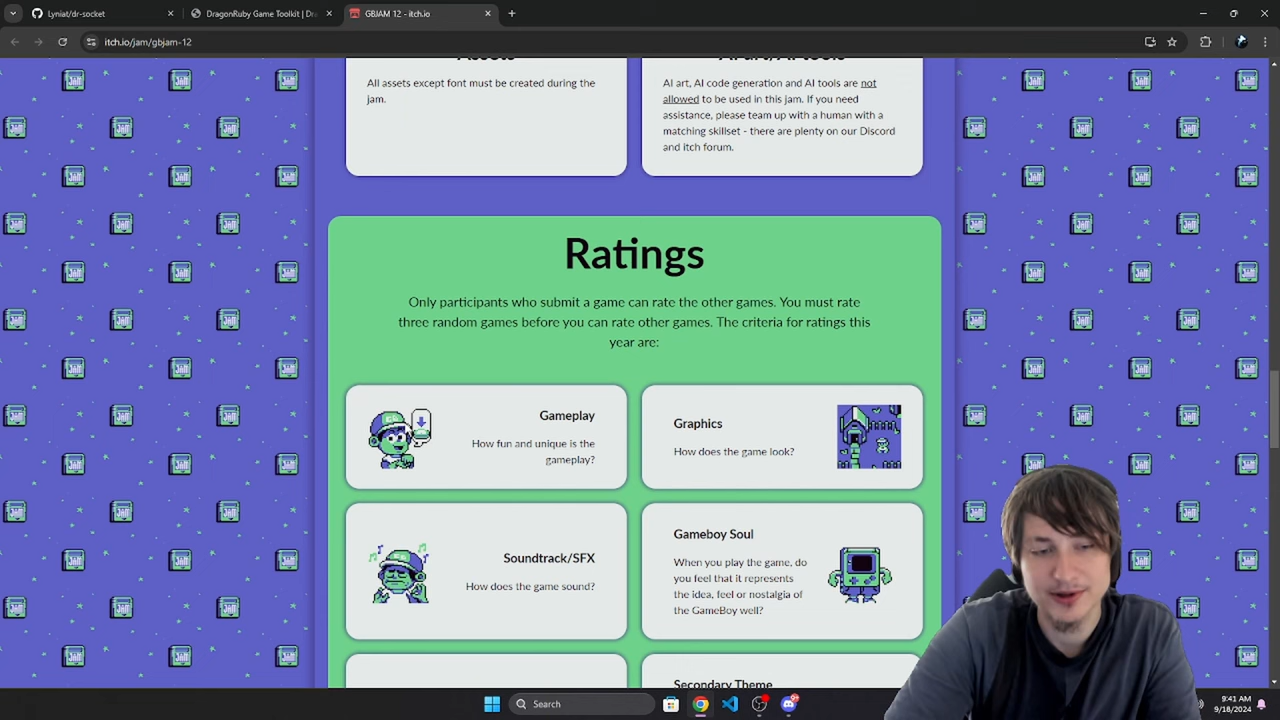 Lyniat/dr-socket
DragonRuby Game Toolkit | Dr
GBJAM 12 - itch.io
itch.io/jam/gbjam-12
Assets
AI art/AI tools
All assets except font must be created during the
jam.
AI art, AI code generation and AI tools are not
allowed to be used in this jam. If you need
assistance, please team up with a human with a
matching skillset - there are plenty on our Discord
and itch forum.
Ratings
Only participants who submit a game can rate the other games. You must rate
three random games before you can rate other games. The criteria for ratings this
year are:
Gameplay
How fun and unique is the
gameplay?
Graphics
How does the game look?
Soundtrack/SFX
How does the game sound?
Gameboy Soul
When you play the game, do
you feel that it represents
the idea, feel or nostalgia of
the GameBoy well?
Secondary Theme
Search
9:41 AM
9/18/2024